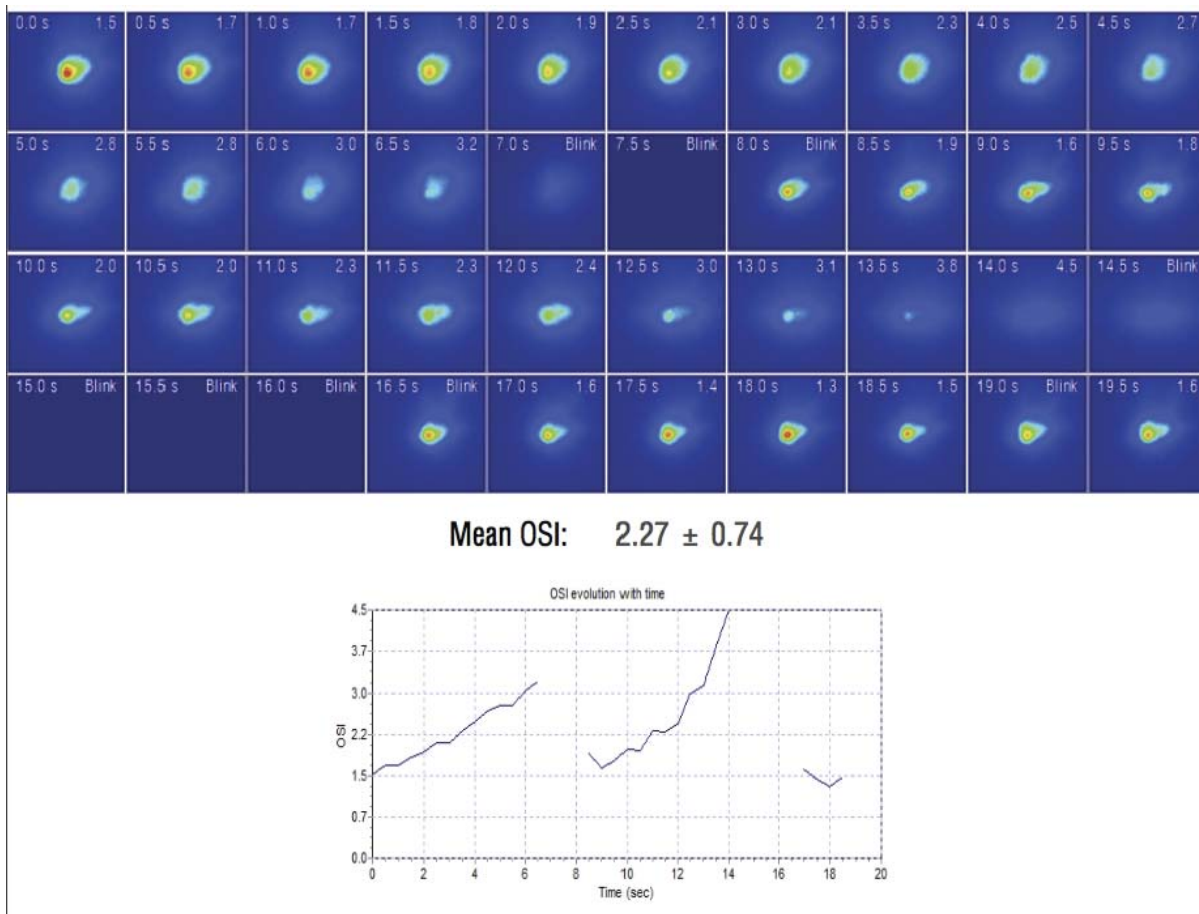 0.0 s 1.5 0.5 s 1.7 1.0 s 1.7 1.5 s 1.8 2.0 s 1.9 2.5 s 2.1 3.0 s 2.1 3.5 s 2.3 4.0 s 2.5 4.5 s 2.7
5.0 s 2.8 5.5 s 2.8 6.0 s 3.0 6.5 s 3.2 7.0 s Blink 7.5 s Blink 8.0 s Blink 8.5 s 1.9 9.0 s 1.6 9.5 s 1.8
10.0 s 2.0 10.5 s 2.0 11.0 s 2.3 11.5 s 2.3 12.0 s 2.4 12.5 s 3.0 13.0 s 3.1 13.5 s 3.8 14.0 s 4.5 14.5 s Blink
15.0 s Blink 15.5 s Blink 16.0 s Blink 16.5 s Blink 17.0 s 1.6 17.5 s 1.4 18.0 s 1.3 18.5 s 1.5 19.0 s Blink 19.5 s 1.6
Mean OSI: 2.27 ± 0.74
OSI evolution with time
4.5
3.7
3.0
2.2
1.5
0.7
0.0
OSI
0 2 4 6 8 10 12 14 16 18 20
Time (sec)